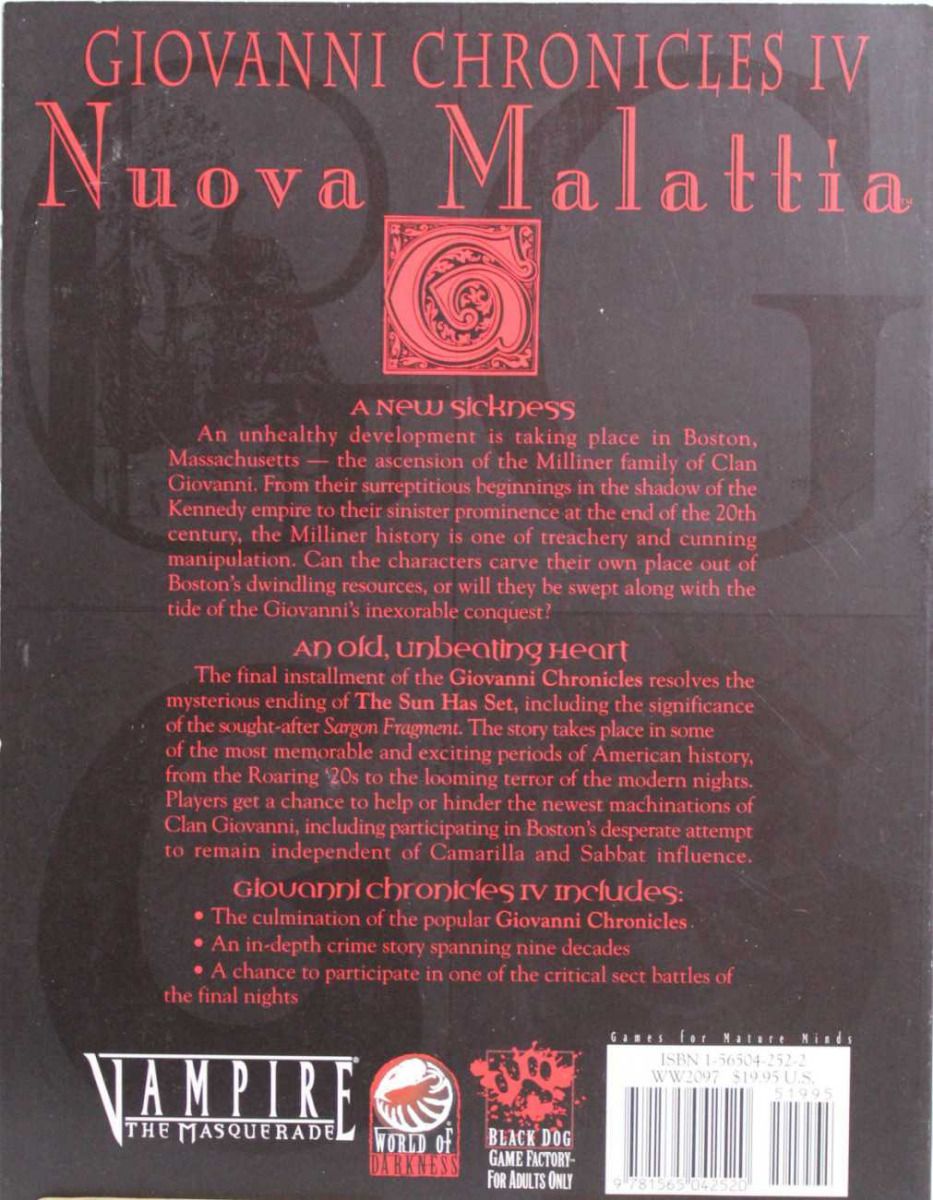 GIOVANNI CHRONICLES IV
Nuova Malattia™
G
A New Sickness
An unhealthy development is taking place in Boston,
Massachusetts — the ascension of the Milliner family of Clan
Giovanni. From their surreptitious beginnings in the shadow of the
Kennedy empire to their sinister prominence at the end of the 20th
century, the Milliner history is one of treachery and cunning
manipulation. Can the characters carve their own place out of
Boston's dwindling resources, or will they be swept along with the
tide of the Giovanni's inexorable conquest?
An Old, Unbeating Heart
The final installment of the Giovanni Chronicles resolves the
mysterious ending of The Sun Has Set, including the significance
of the sought-after Sargon Fragment. The story takes place in some
of the most memorable and exciting periods of American history,
from the Roaring '20s to the looming terror of the modern nights.
Players get a chance to help or hinder the newest machinations of
Clan Giovanni, including participating in Boston's desperate attempt
to remain independent of Camarilla and Sabbat influence.
Giovanni Chronicles IV Includes:
• The culmination of the popular Giovanni Chronicles.
• An in-depth crime story spanning nine decades
• A chance to participate in one of the critical sect battles of
the final nights
Games for Mature Minds
ISBN 1-56504-252-2
WW2097 $19.95 U.S.
51995
9 781565 042520
VAMPIRE®
THE MASQUERADE
WORLD OF
DARKNESS
BLACK DOG
GAME FACTORY™
FOR ADULTS ONLY